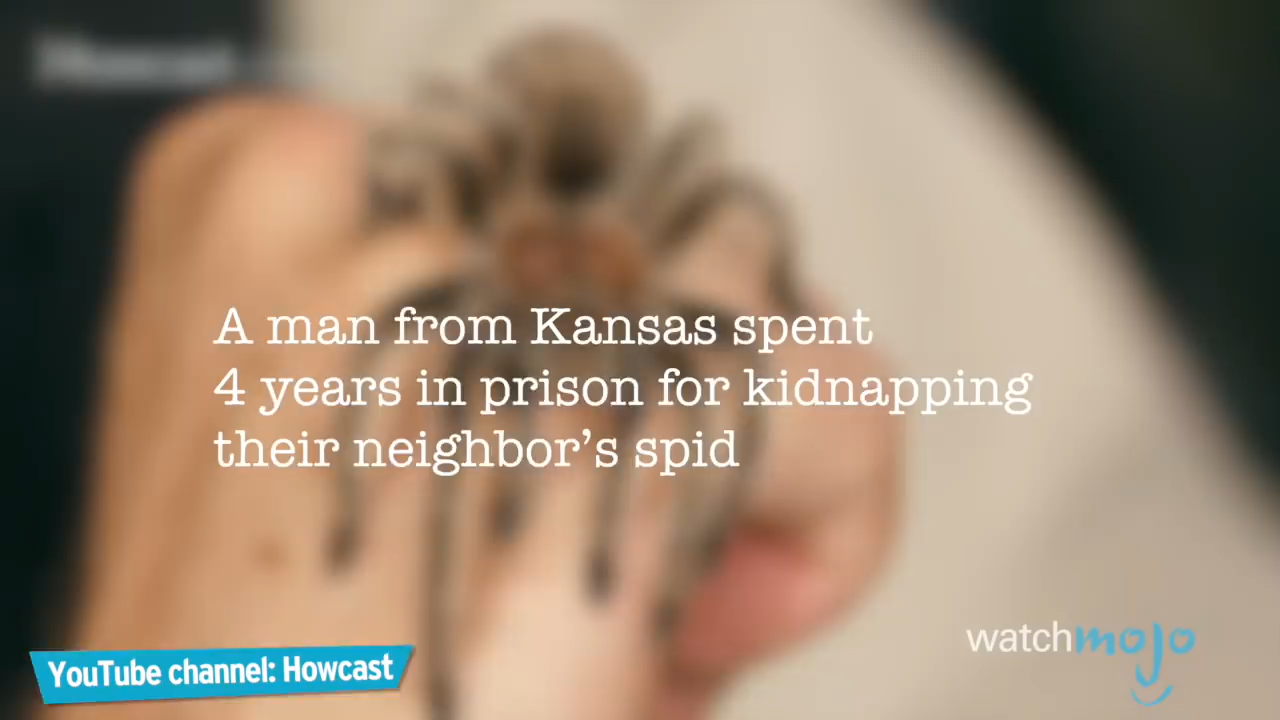 A man from Kansas spent
4 years in prison for kidnapping
their neighbor's spid
YouTube channel: Howcast
watchmojo